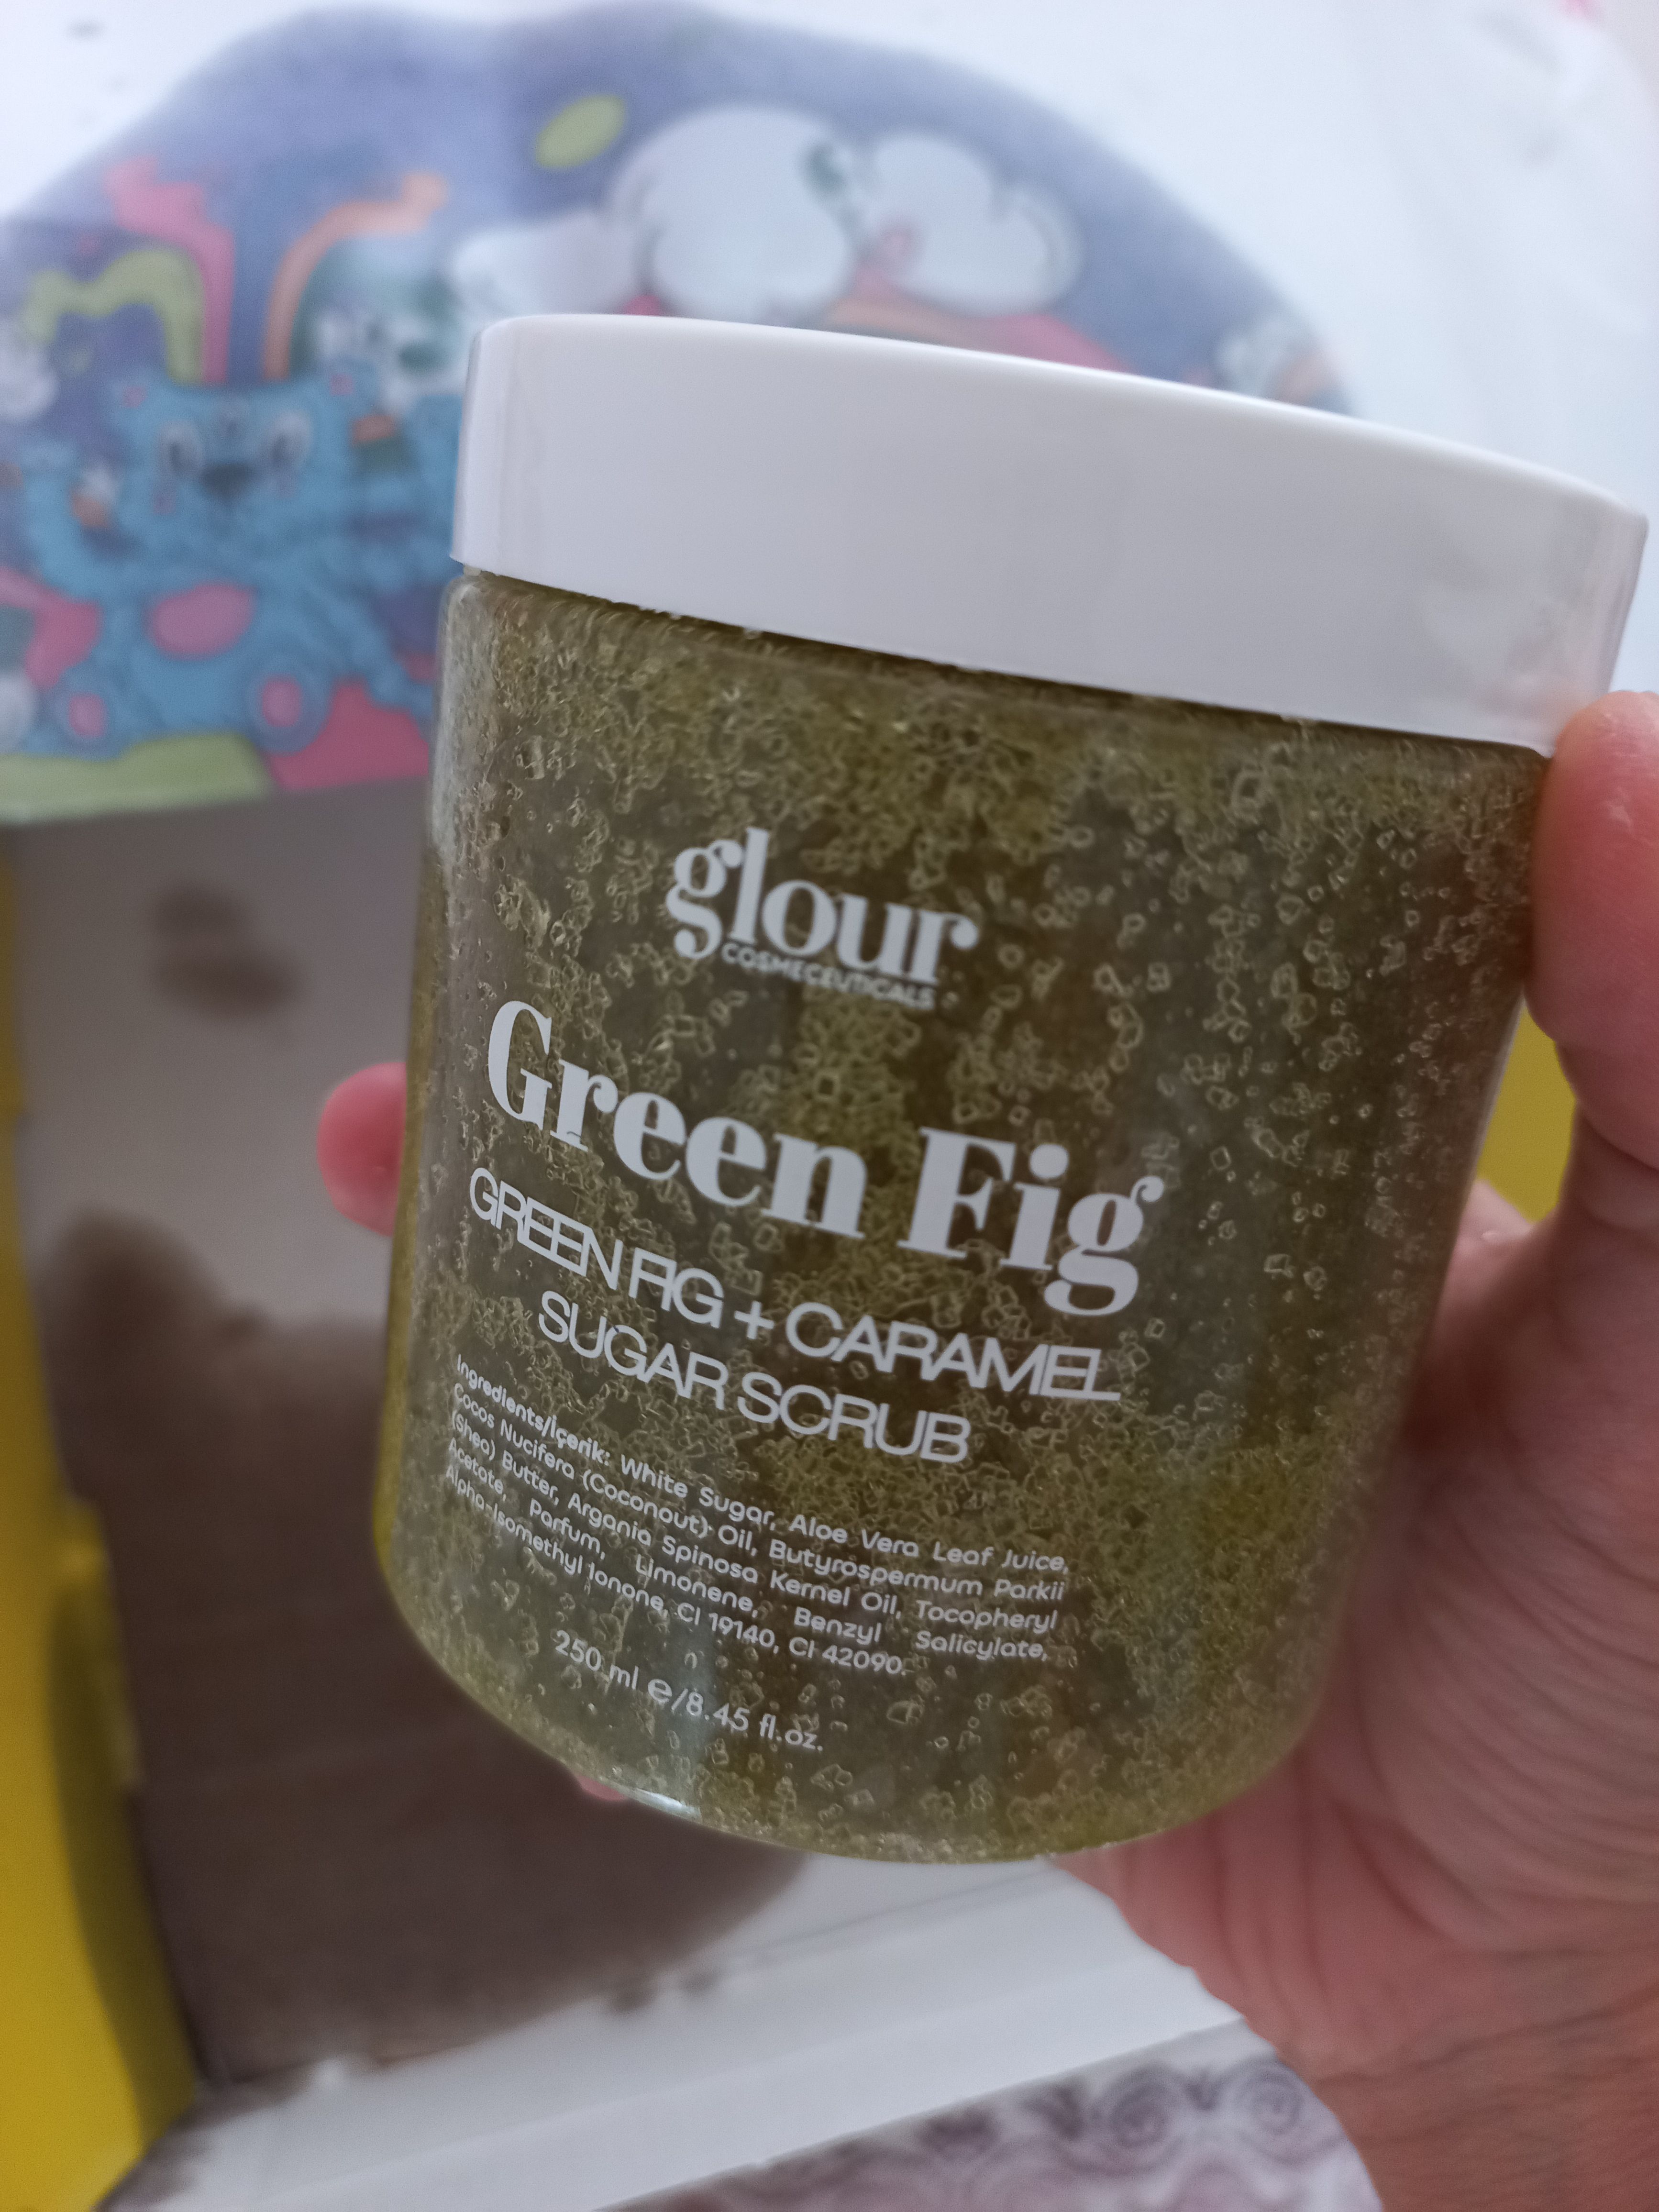 glour
COSMECEUTICALS
Green Fig
GREEN FIG + CARAMEL
SUGAR SCRUB
Ingredients/İçerik: White Sugar, Aloe Vera Leaf Juice,
Cocos Nucifera (Coconout) Oil, Butyrospermum Parkii
(Shea) Butter, Argania Spinosa Kernel Oil, Tocopheryl
Acetate, Parfum, Limonene, Benzyl Salicylate,
Alpha-Isomethyl Ionone, CI 19140, CI 42090.
250 ml e/8.45 fl.oz.